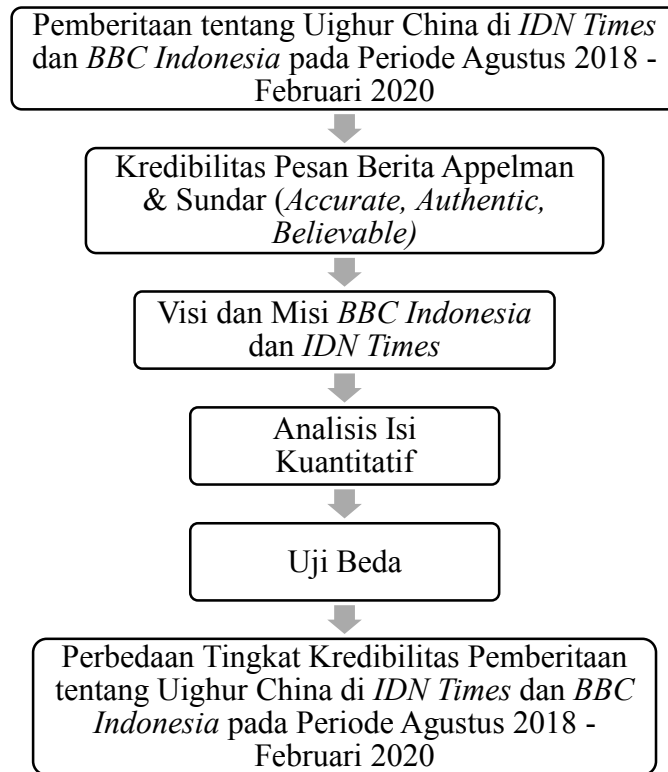 Pemberitaan tentang Uighur China di IDN Times
dan BBC Indonesia pada Periode Agustus 2018 -
Februari 2020
Kredibilitas Pesan Berita Appelman
& Sundar (Accurate, Authentic,
Believable)
Visi dan Misi BBC Indonesia
dan IDN Times
Analisis Isi
Kuantitatif
Uji Beda
Perbedaan Tingkat Kredibilitas Pemberitaan
tentang Uighur China di IDN Times dan BBC
Indonesia pada Periode Agustus 2018 -
Februari 2020